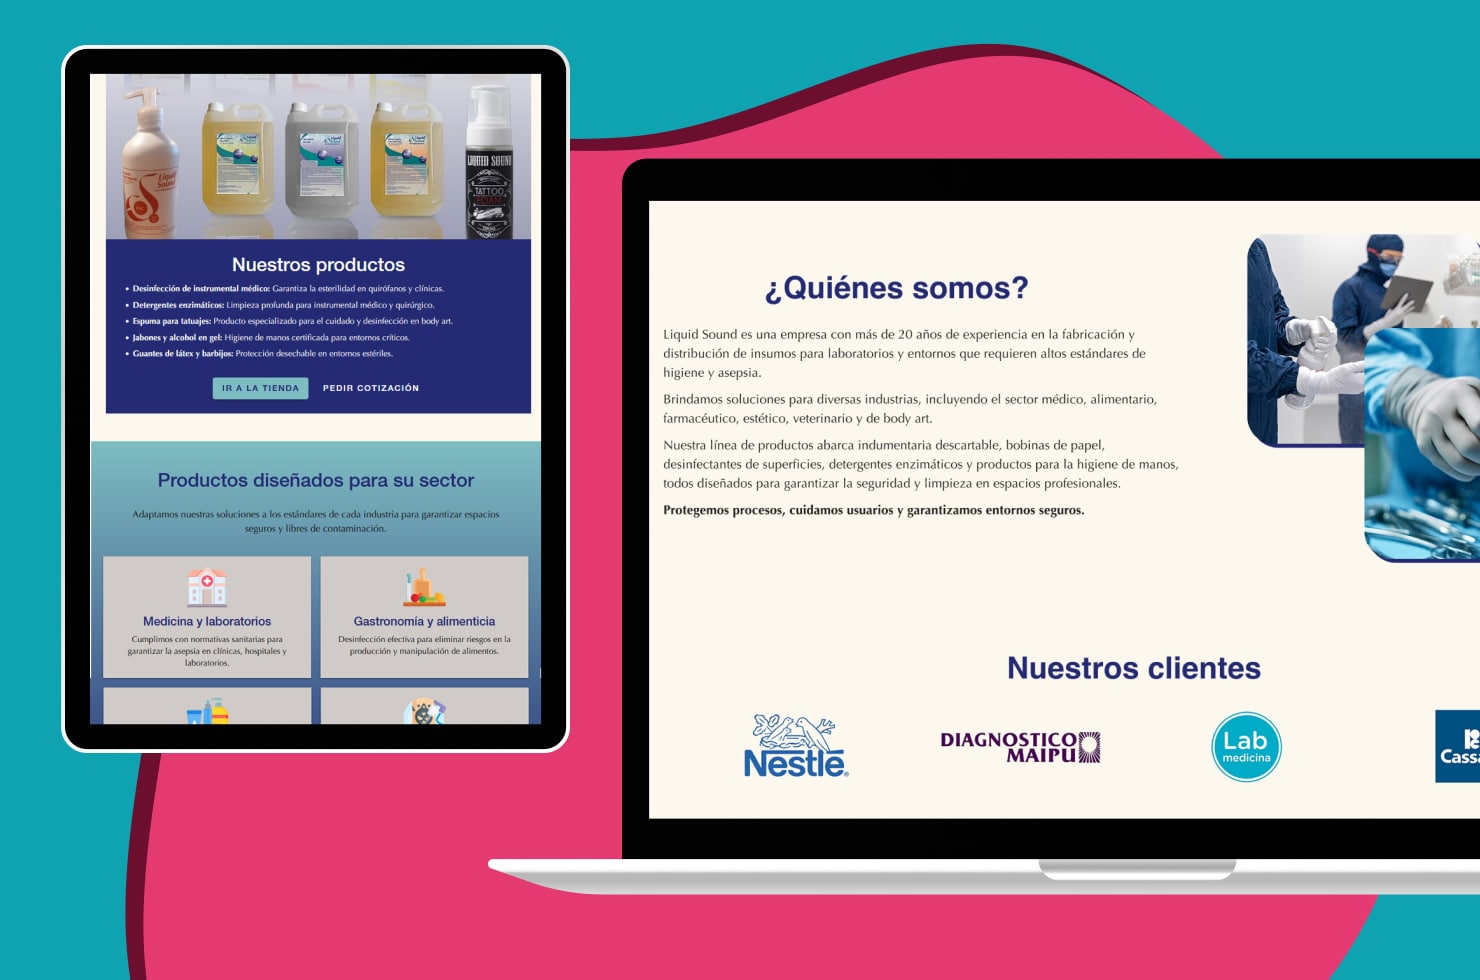 Liquid
Sound
LIQUID SOUND
TATTOO
FOAM
Nuestros productos
• Desinfección de instrumental médico: Garantiza la esterilidad en quirófanos y clínicas.
• Detergentes enzimáticos: Limpieza profunda para instrumental médico y quirúrgico.
• Espuma para tatuajes: Producto especializado para el cuidado y desinfección en body art.
• Jabones y alcohol en gel: Higiene de manos certificada para entornos críticos.
• Guantes de látex y barbijos: Protección desechable en entornos estériles.
IR A LA TIENDA PEDIR COTIZACIÓN
Productos diseñados para su sector
Adaptamos nuestras soluciones a los estándares de cada industria para garantizar espacios
seguros y libres de contaminación.
Medicina y laboratorios
Cumplimos con normativas sanitarias para
garantizar la asepsia en clínicas, hospitales y
laboratorios.
Gastronomía y alimenticia
Desinfección efectiva para eliminar riesgos en la
producción y manipulación de alimentos.
¿Quiénes somos?
Liquid Sound es una empresa con más de 20 años de experiencia en la fabricación y
distribución de insumos para laboratorios y entornos que requieren altos estándares de
higiene y asepsia.
Brindamos soluciones para diversas industrias, incluyendo el sector médico, alimentario,
farmacéutico, estético, veterinario y de body art.
Nuestra línea de productos abarca indumentaria descartable, bobinas de papel,
desinfectantes de superficies, detergentes enzimáticos y productos para la higiene de manos,
todos diseñados para garantizar la seguridad y limpieza en espacios profesionales.
Protegemos procesos, cuidamos usuarios y garantizamos entornos seguros.
Nuestros clientes
Nestlé®
DIAGNOSTICO
MAIPU
Lab
medicina
Cass